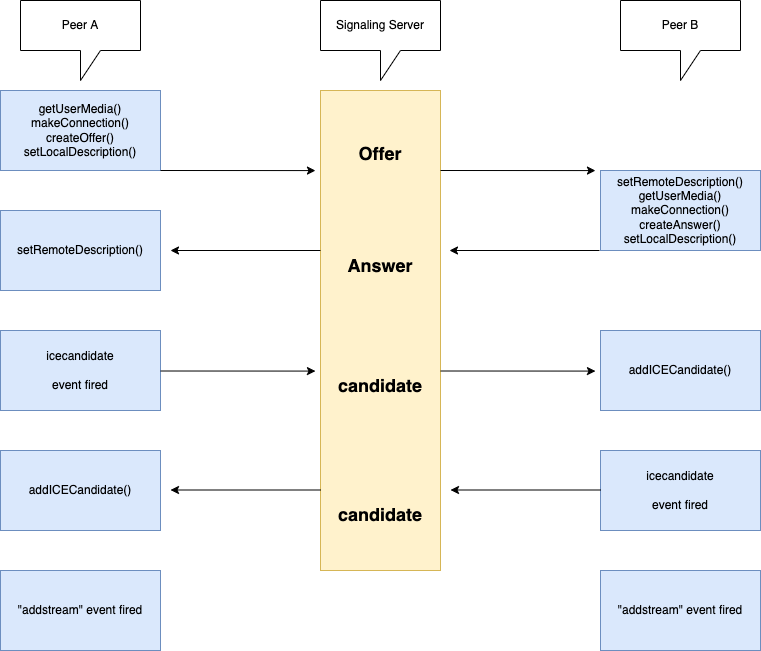 Peer A
Signaling Server
Peer B
getUserMedia()
makeConnection()
createOffer()
setLocalDescription()
Offer
setRemoteDescription()
getUserMedia()
makeConnection()
createAnswer()
setLocalDescription()
setRemoteDescription()
Answer
icecandidate
event fired
candidate
addICECandidate()
addICECandidate()
candidate
icecandidate
event fired
"addstream" event fired
"addstream" event fired